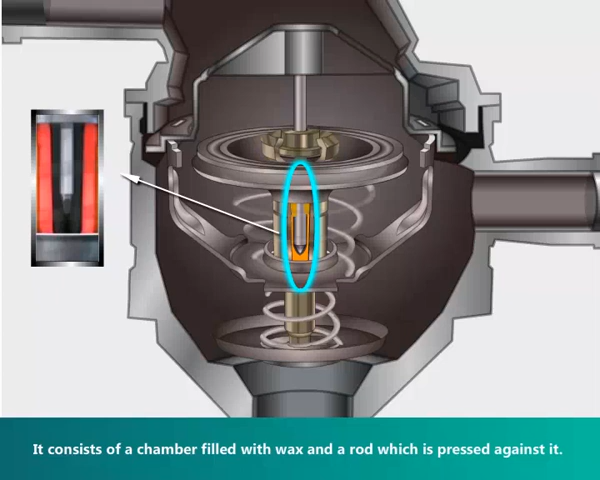 It consists of a chamber filled with wax and a rod which is pressed against it.